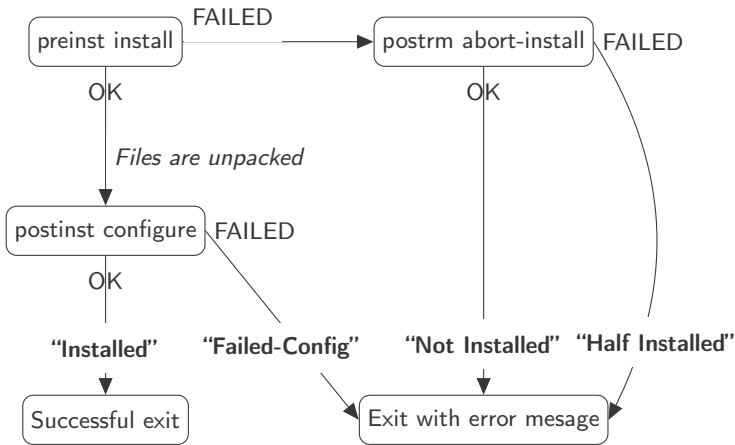 FAILED
preinst install
postrm abort-install
FAILED
OK
OK
Files are unpacked
postinst configure
FAILED
OK
“Installed”
“Failed-Config”
“Not Installed”
“Half Installed”
Successful exit
Exit with error mesage